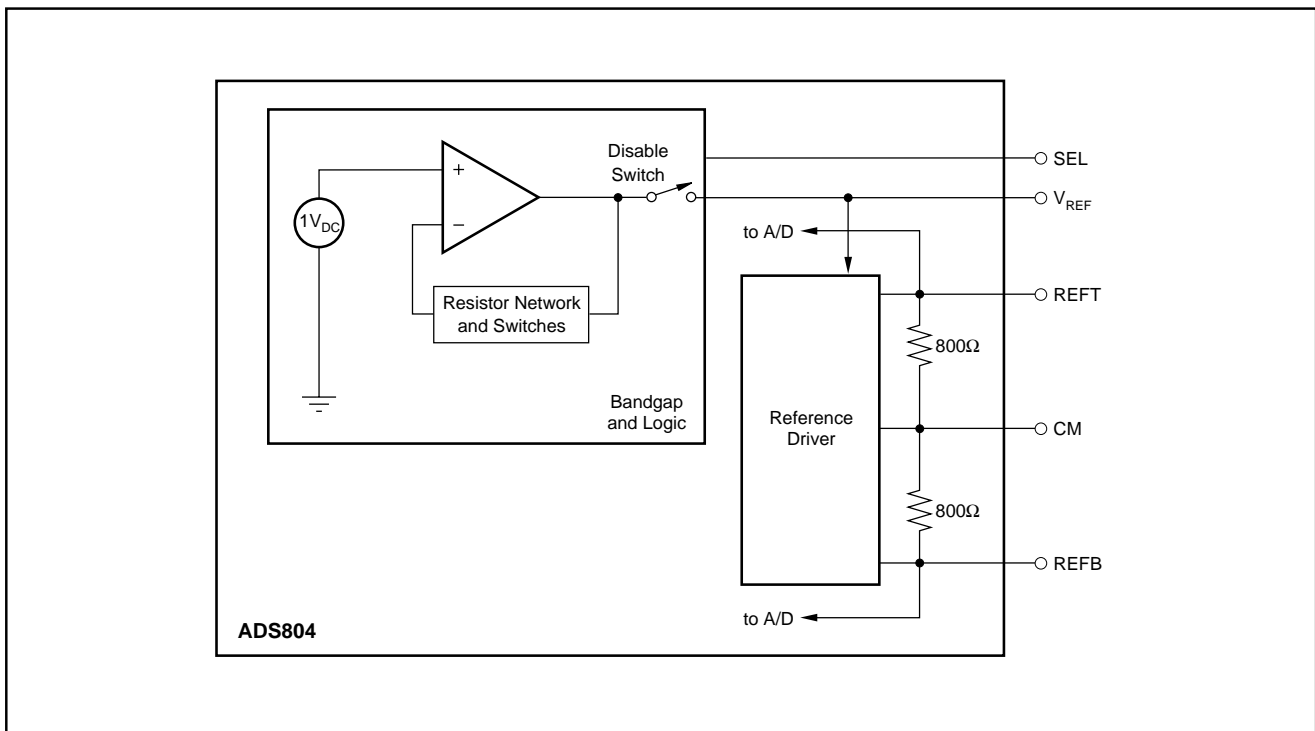 Disable
Switch
SEL
+
1V_DC
V_REF
−
to A/D
Resistor Network
and Switches
REFT
800Ω
Bandgap
and Logic
Reference
Driver
CM
800Ω
REFB
to A/D
ADS804